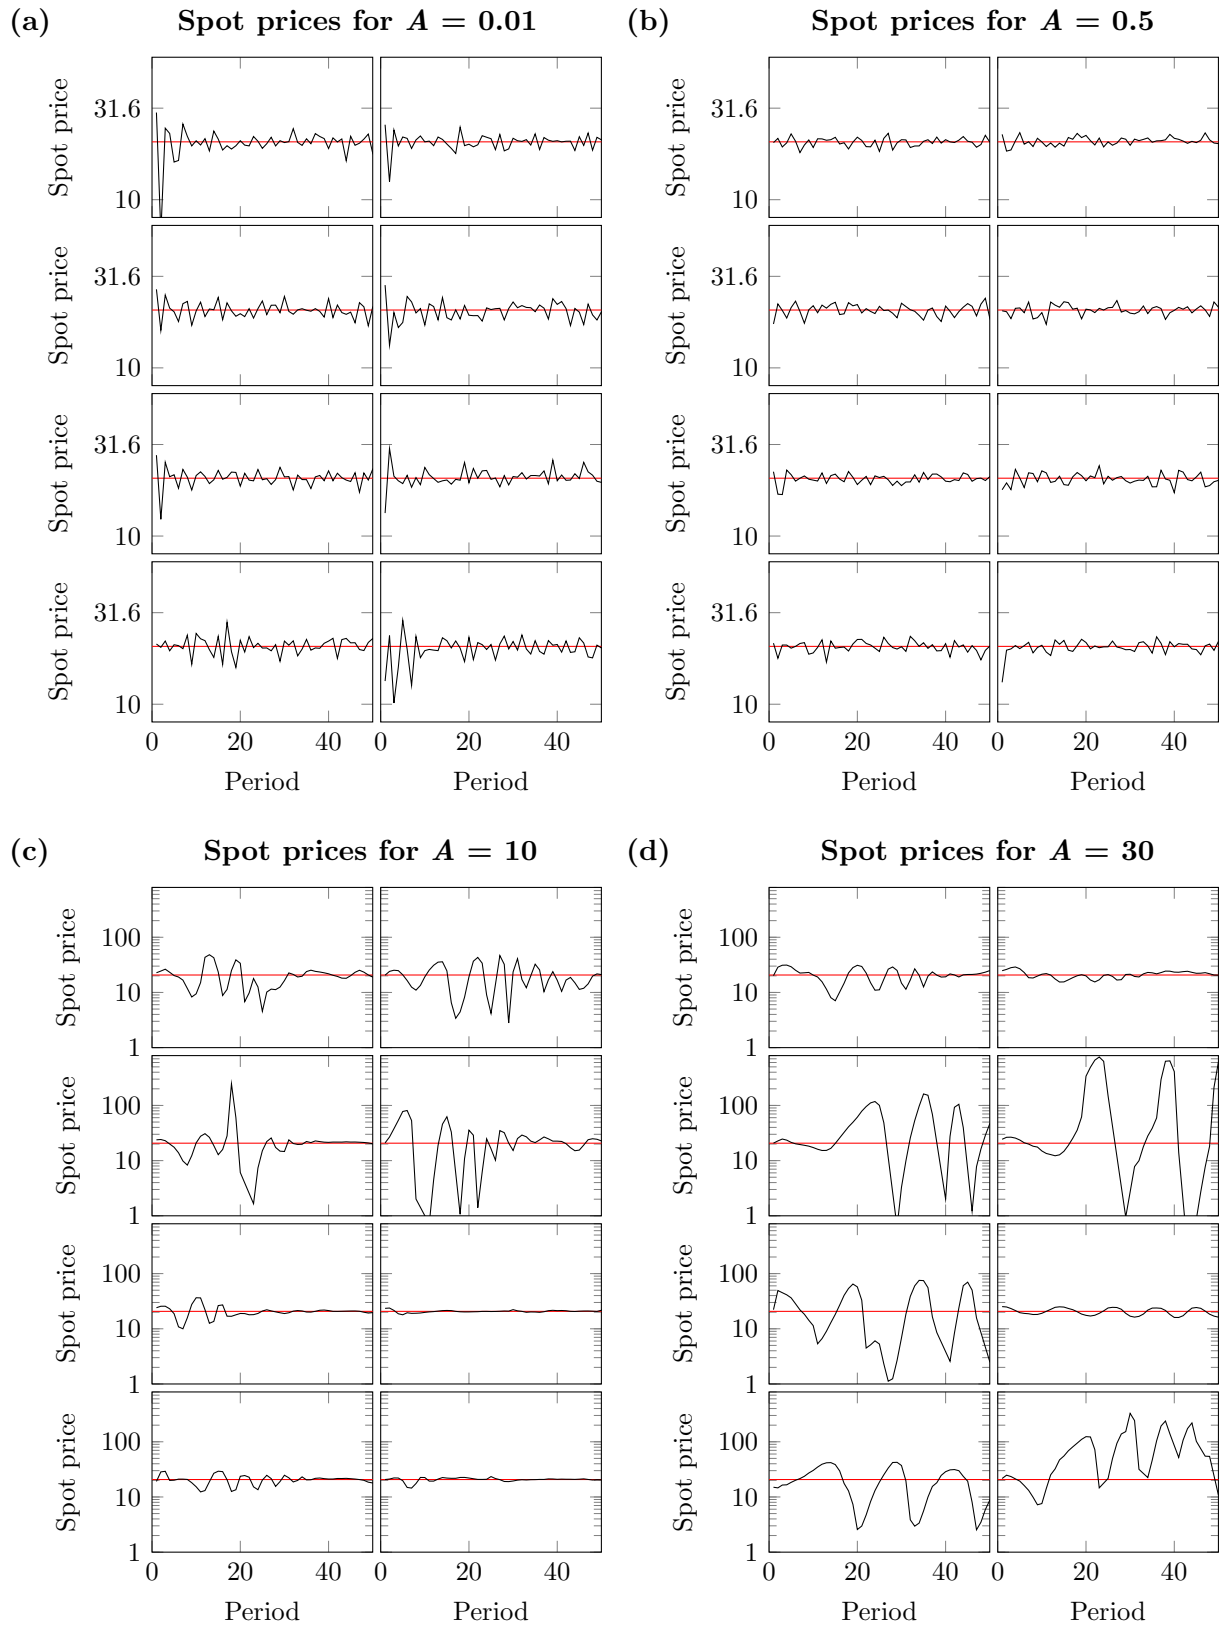 (a) Spot prices for A = 0.01
(b) Spot prices for A = 0.5
Spot price 31.6 10
Spot price 31.6 10
Spot price 31.6 10
Spot price 31.6 10
0 20 40 0 20 40
Period Period
Spot price 31.6 10
Spot price 31.6 10
Spot price 31.6 10
Spot price 31.6 10
0 20 40 0 20 40
Period Period
(c) Spot prices for A = 10
(d) Spot prices for A = 30
Spot price 100 10 1
Spot price 100 10 1
Spot price 100 10 1
Spot price 100 10 1
0 20 40 0 20 40
Period Period
Spot price 100 10 1
Spot price 100 10 1
Spot price 100 10 1
Spot price 100 10 1
0 20 40 0 20 40
Period Period